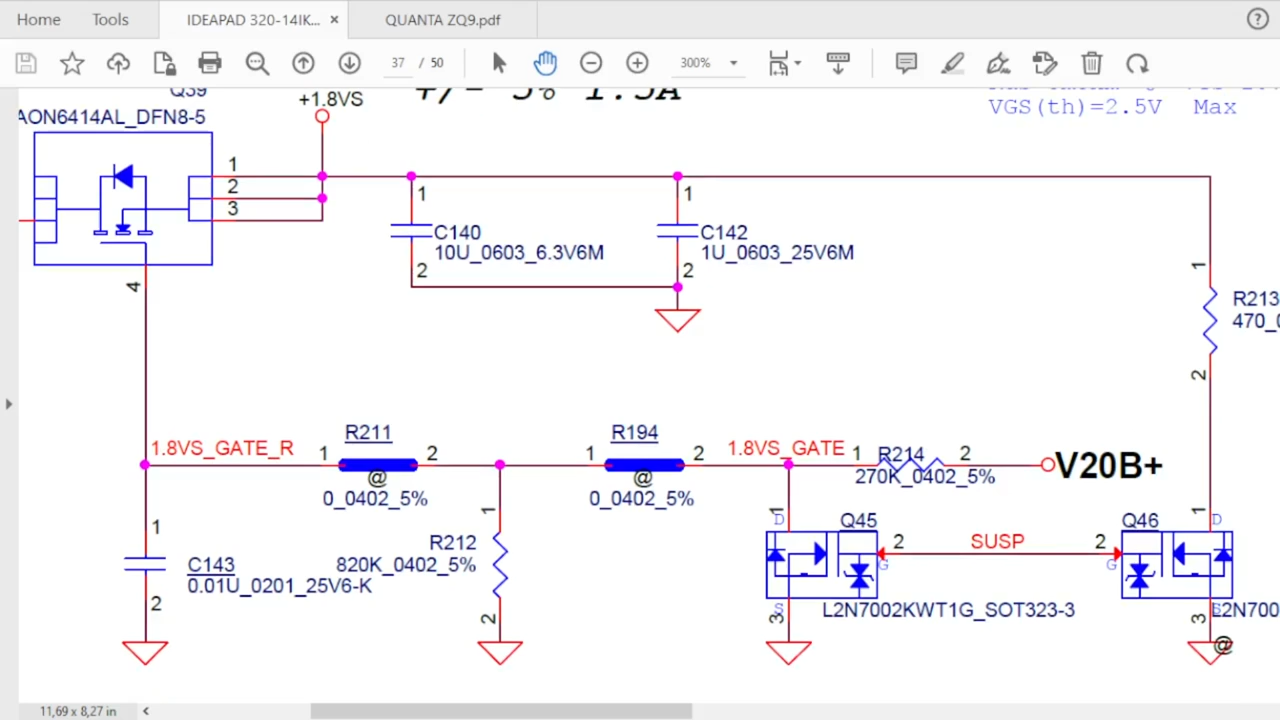 Home Tools IDEAPAD 320-14IK... × QUANTA ZQ9.pdf
37 / 50 300%
Q39
+1.8VS
+/- 5% 1.5A
AON6414AL_DFN8-5
VGS(th)=2.5V Max
1
2
3
4
1
C140
10U_0603_6.3V6M
2
1
C142
1U_0603_25V6M
2
1
R213
2
1.8VS_GATE_R
1
R211
2
@
0_0402_5%
1
R194
2
@
0_0402_5%
1.8VS_GATE
1
R214
2
270K_0402_5%
V20B+
1
C143
0.01U_0201_25V6-K
2
1
R212
820K_0402_5%
2
1
D
Q45
2
G
S
3
L2N7002KWT1G_SOT323-3
SUSP
2
G
Q46
1
D
S
3
L2N700
@
11,69 x 8,27 in